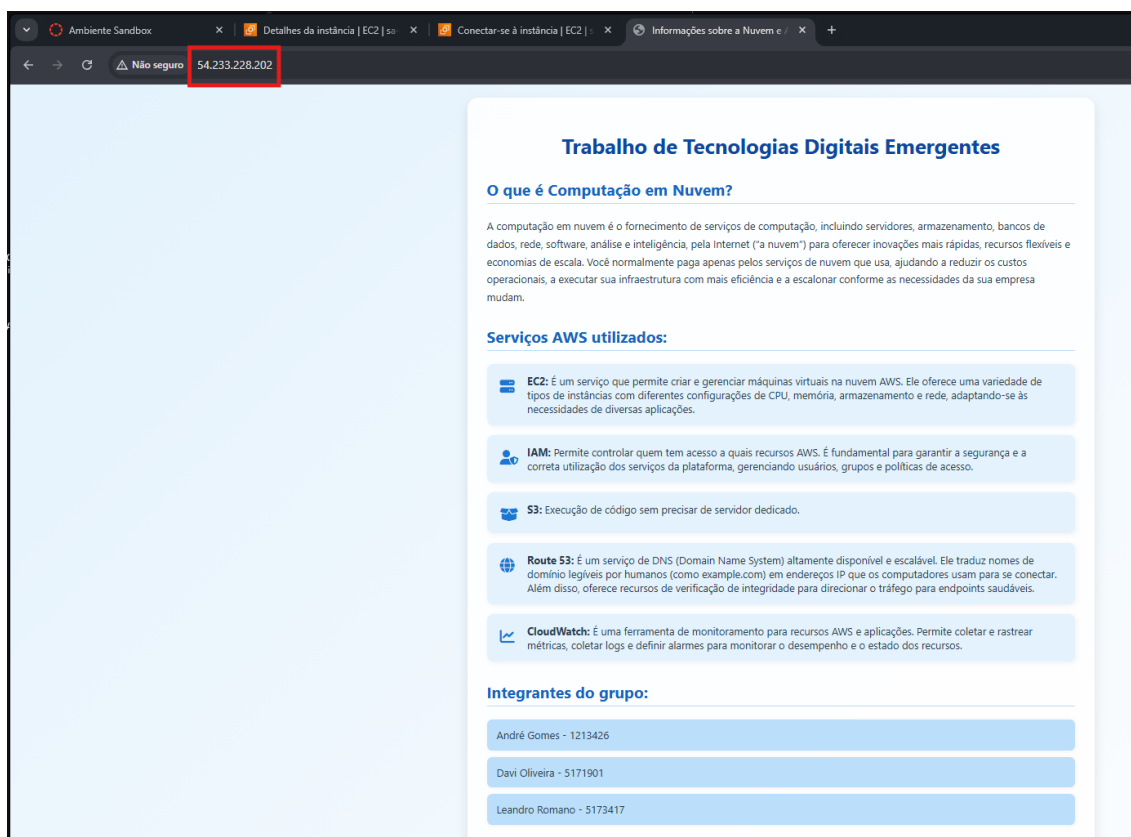 Ambiente Sandbox
Detalhes da instância | EC2 | sa-
Conectar-se à instância | EC2 | s
Informações sobre a Nuvem e A
Não seguro
54.233.228.202
Trabalho de Tecnologias Digitais Emergentes
O que é Computação em Nuvem?
A computação em nuvem é o fornecimento de serviços de computação, incluindo servidores, armazenamento, bancos de
dados, rede, software, análise e inteligência, pela Internet ("a nuvem") para oferecer inovações mais rápidas, recursos flexíveis e
economias de escala. Você normalmente paga apenas pelos serviços de nuvem que usa, ajudando a reduzir os custos
operacionais, a executar sua infraestrutura com mais eficiência e a escalonar conforme as necessidades da sua empresa
mudam.
Serviços AWS utilizados:
EC2: É um serviço que permite criar e gerenciar máquinas virtuais na nuvem AWS. Ele oferece uma variedade de
tipos de instâncias com diferentes configurações de CPU, memória, armazenamento e rede, adaptando-se às
necessidades de diversas aplicações.
IAM: Permite controlar quem tem acesso a quais recursos AWS. É fundamental para garantir a segurança e a
correta utilização dos serviços da plataforma, gerenciando usuários, grupos e políticas de acesso.
S3: Execução de código sem precisar de servidor dedicado.
Route 53: É um serviço de DNS (Domain Name System) altamente disponível e escalável. Ele traduz nomes de
domínio legíveis por humanos (como example.com) em endereços IP que os computadores usam para se conectar.
Além disso, oferece recursos de verificação de integridade para direcionar o tráfego para endpoints saudáveis.
CloudWatch: É uma ferramenta de monitoramento para recursos AWS e aplicações. Permite coletar e rastrear
métricas, coletar logs e definir alarmes para monitorar o desempenho e o estado dos recursos.
Integrantes do grupo:
André Gomes - 1213426
Davi Oliveira - 5171901
Leandro Romano - 5173417